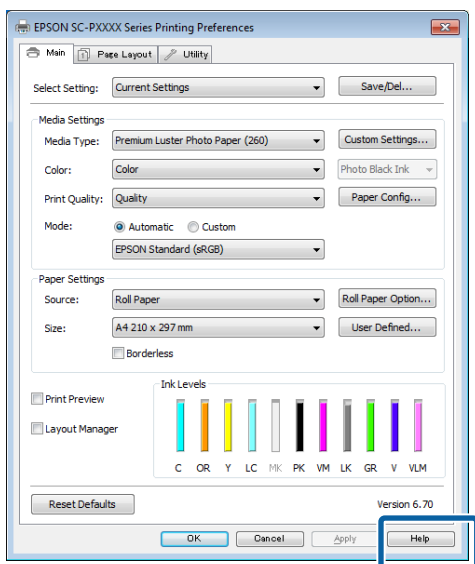 EPSON SC-PXXXX Series Printing Preferences
Main Page Layout Utility
Select Setting: Current Settings Save/Del...
Media Settings
Media Type: Premium Luster Photo Paper (260) Custom Settings...
Color: Color Photo Black Ink
Print Quality: Quality Paper Config...
Mode: Automatic Custom
EPSON Standard (sRGB)
Paper Settings
Source: Roll Paper Roll Paper Option...
Size: A4 210 x 297 mm User Defined...
Borderless
Ink Levels
Print Preview
Layout Manager
C OR Y LC MK PK VM LK GR V VLM
Reset Defaults Version 6.70
OK Cancel Apply Help